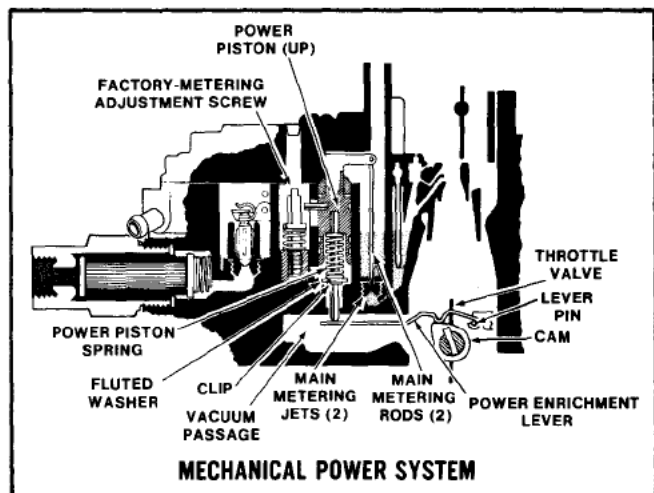 POWER
PISTON (UP)
FACTORY-METERING
ADJUSTMENT SCREW
THROTTLE
VALVE
LEVER
PIN
CAM
POWER PISTON
SPRING
FLUTED
WASHER
CLIP
VACUUM
PASSAGE
MAIN
METERING
JETS (2)
MAIN
METERING
RODS (2)
POWER ENRICHMENT
LEVER
MECHANICAL POWER SYSTEM